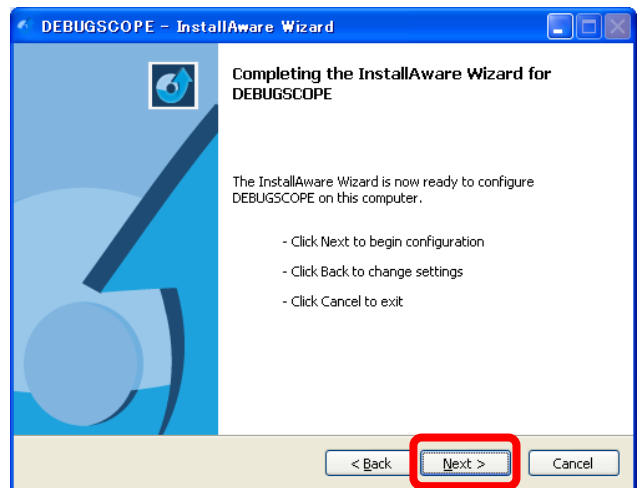 DEBUGSCOPE - InstallAware Wizard
Completing the InstallAware Wizard for
DEBUGSCOPE
The InstallAware Wizard is now ready to configure
DEBUGSCOPE on this computer.
- Click Next to begin configuration
- Click Back to change settings
- Click Cancel to exit
< Back Next > Cancel